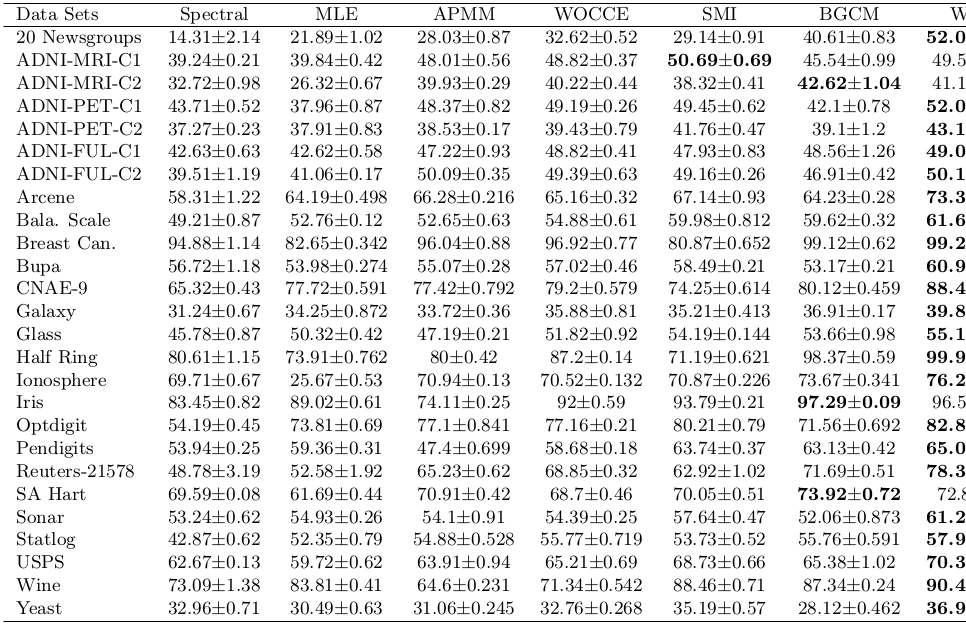 Data Sets Spectral MLE APMM WOCCE SMI BGCM W
20 Newsgroups 14.31±2.14 21.89±1.02 28.03±0.87 32.62±0.52 29.14±0.91 40.61±0.83 52.0
ADNI-MRI-C1 39.24±0.21 39.84±0.42 48.01±0.56 48.82±0.37 50.69±0.69 45.54±0.99 49.5
ADNI-MRI-C2 32.72±0.98 26.32±0.67 39.93±0.29 40.22±0.44 38.32±0.41 42.62±1.04 41.1
ADNI-PET-C1 43.71±0.52 37.96±0.87 48.37±0.82 49.19±0.26 49.45±0.62 42.1±0.78 52.0
ADNI-PET-C2 37.27±0.23 37.91±0.83 38.53±0.17 39.43±0.79 41.76±0.47 39.1±1.2 43.1
ADNI-FUL-C1 42.63±0.63 42.62±0.58 47.22±0.93 48.82±0.41 47.93±0.83 48.56±1.26 49.0
ADNI-FUL-C2 39.51±1.19 41.06±0.17 50.09±0.35 49.39±0.63 49.16±0.26 46.91±0.42 50.1
Arcene 58.31±1.22 64.19±0.498 66.28±0.216 65.16±0.32 67.14±0.93 64.23±0.28 73.3
Bala. Scale 49.21±0.87 52.76±0.12 52.65±0.63 54.88±0.61 59.98±0.812 59.62±0.32 61.6
Breast Can. 94.88±1.14 82.65±0.342 96.04±0.88 96.92±0.77 80.87±0.652 99.12±0.62 99.2
Bupa 56.72±1.18 53.98±0.274 55.07±0.28 57.02±0.46 58.49±0.21 53.17±0.21 60.9
CNAE-9 65.32±0.43 77.72±0.591 77.42±0.792 79.2±0.579 74.25±0.614 80.12±0.459 88.4
Galaxy 31.24±0.67 34.25±0.872 33.72±0.36 35.88±0.81 35.21±0.413 36.91±0.17 39.8
Glass 45.78±0.87 50.32±0.42 47.19±0.21 51.82±0.92 54.19±0.144 53.66±0.98 55.1
Half Ring 80.61±1.15 73.91±0.762 80±0.42 87.2±0.14 71.19±0.621 98.37±0.59 99.9
Ionosphere 69.71±0.67 25.67±0.53 70.94±0.13 70.52±0.132 70.87±0.226 73.67±0.341 76.2
Iris 83.45±0.82 89.02±0.61 74.11±0.25 92±0.59 93.79±0.21 97.29±0.09 96.5
Optdigit 54.19±0.45 73.81±0.69 77.1±0.841 77.16±0.21 80.21±0.79 71.56±0.692 82.8
Pendigits 53.94±0.25 59.36±0.31 47.4±0.699 58.68±0.18 63.74±0.37 63.13±0.42 65.0
Reuters-21578 48.78±3.19 52.58±1.92 65.23±0.62 68.85±0.32 62.92±1.02 71.69±0.51 78.3
SA Hart 69.59±0.08 61.69±0.44 70.91±0.42 68.7±0.46 70.05±0.51 73.92±0.72 72.8
Sonar 53.24±0.62 54.93±0.26 54.1±0.91 54.39±0.25 57.64±0.47 52.06±0.873 61.2
Statlog 42.87±0.62 52.35±0.79 54.88±0.528 55.77±0.719 53.73±0.52 55.76±0.591 57.9
USPS 62.67±0.13 59.72±0.62 63.91±0.94 65.21±0.69 68.73±0.66 65.38±1.02 70.3
Wine 73.09±1.38 83.81±0.41 64.6±0.231 71.34±0.542 88.46±0.71 87.34±0.24 90.4
Yeast 32.96±0.71 30.49±0.63 31.06±0.245 32.76±0.268 35.19±0.57 28.12±0.462 36.9